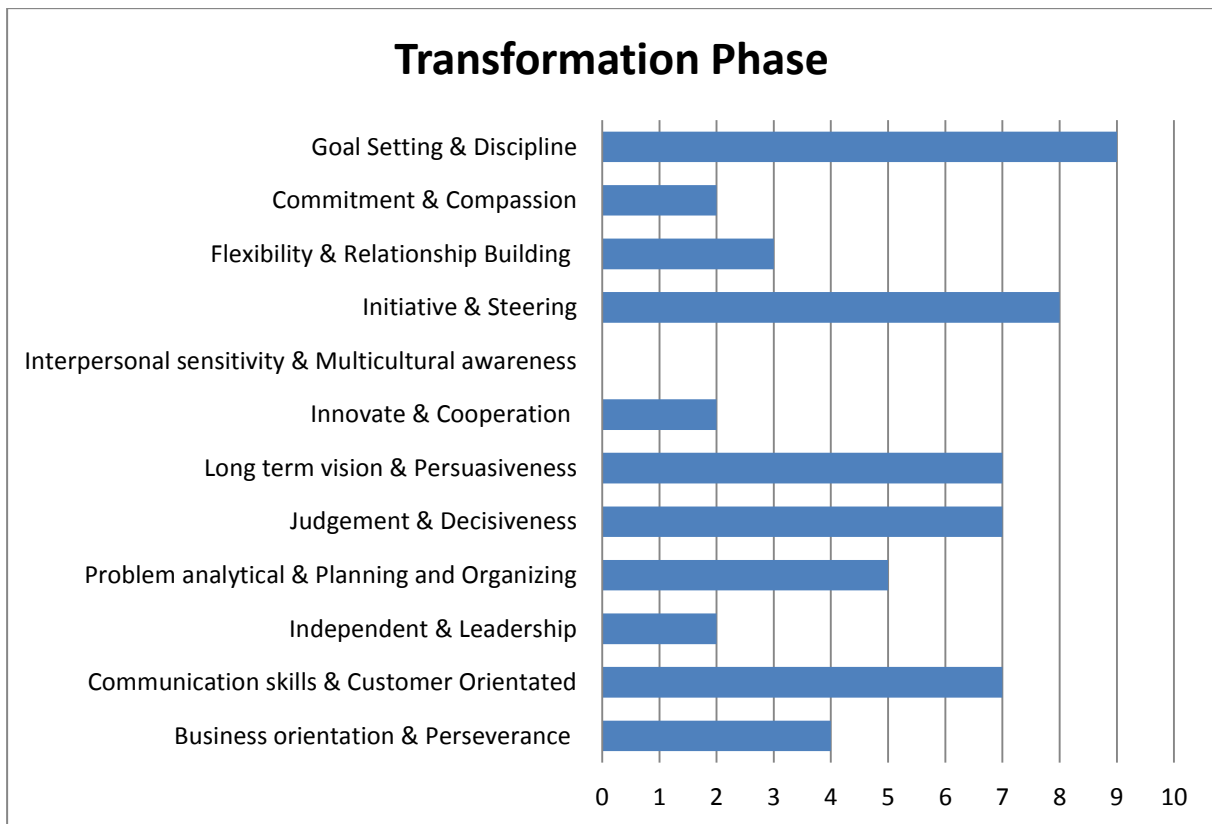 Transformation Phase
Goal Setting & Discipline
Commitment & Compassion
Flexibility & Relationship Building
Initiative & Steering
Interpersonal sensitivity & Multicultural awareness
Innovate & Cooperation
Long term vision & Persuasiveness
Judgement & Decisiveness
Problem analytical & Planning and Organizing
Independent & Leadership
Communication skills & Customer Orientated
Business orientation & Perseverance
0 1 2 3 4 5 6 7 8 9 10